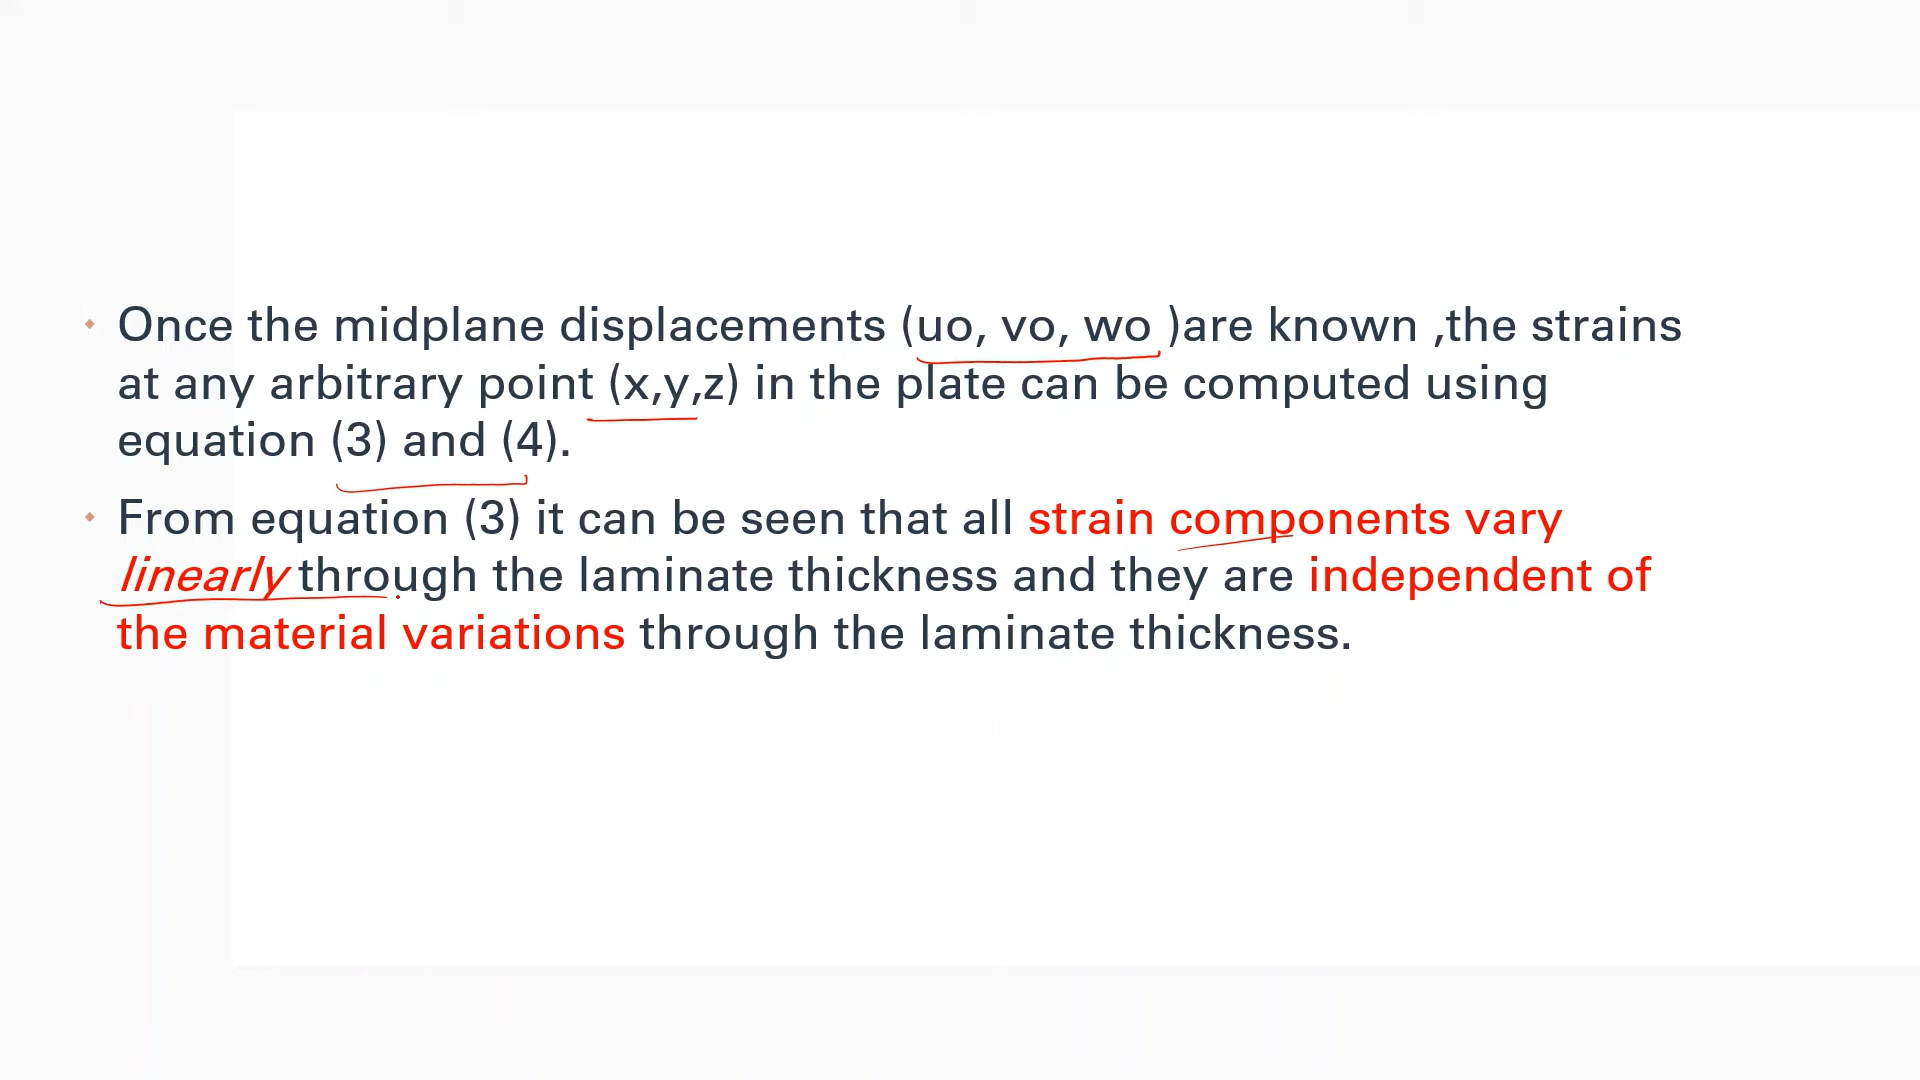 Once the midplane displacements (uo, vo, wo )are known ,the strains
at any arbitrary point (x,y,z) in the plate can be computed using
equation (3) and (4).
From equation (3) it can be seen that all strain components vary
linearly through the laminate thickness and they are independent of
the material variations through the laminate thickness.